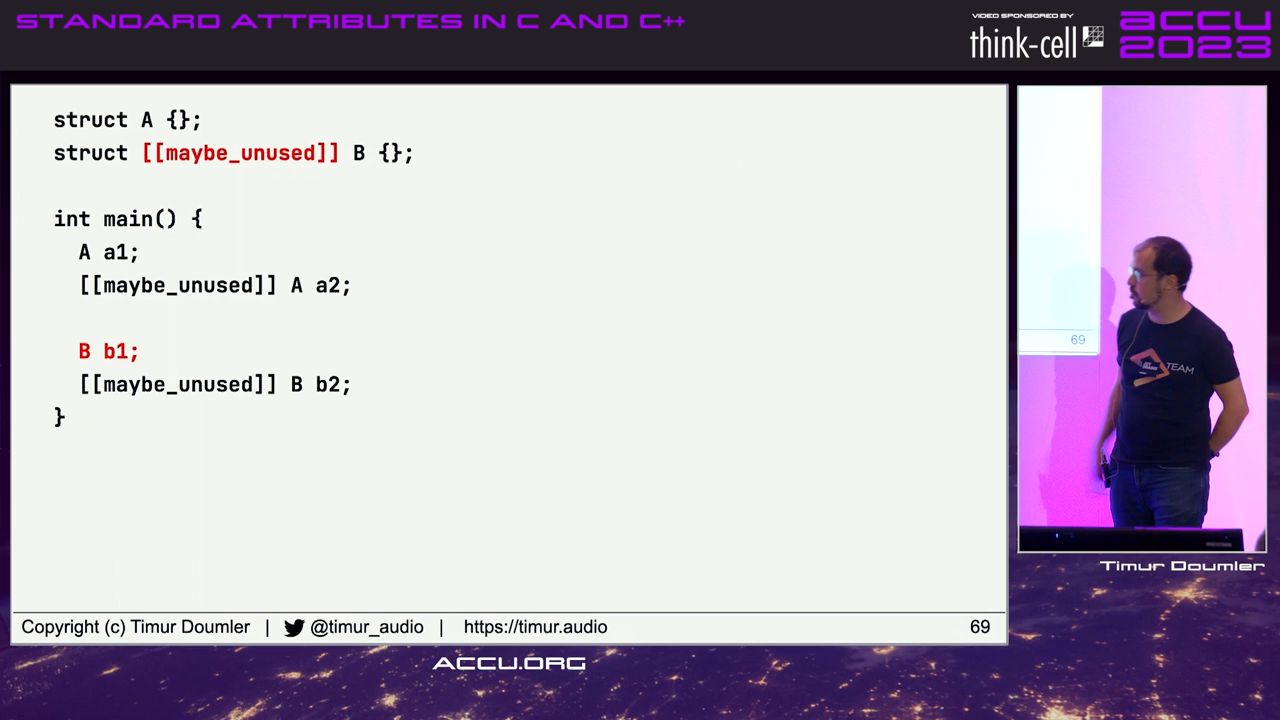 STANDARD ATTRIBUTES IN C AND C++
VIDEO SPONSORED BY
think-cell
ACCU
2023
struct A {};
struct [[maybe_unused]] B {};
int main() {
A a1;
[[maybe_unused]] A a2;
B b1;
[[maybe_unused]] B b2;
}
69
TEAM
Timur Doumler
Copyright (c) Timur Doumler | @timur_audio | https://timur.audio
69
ACCU.ORG